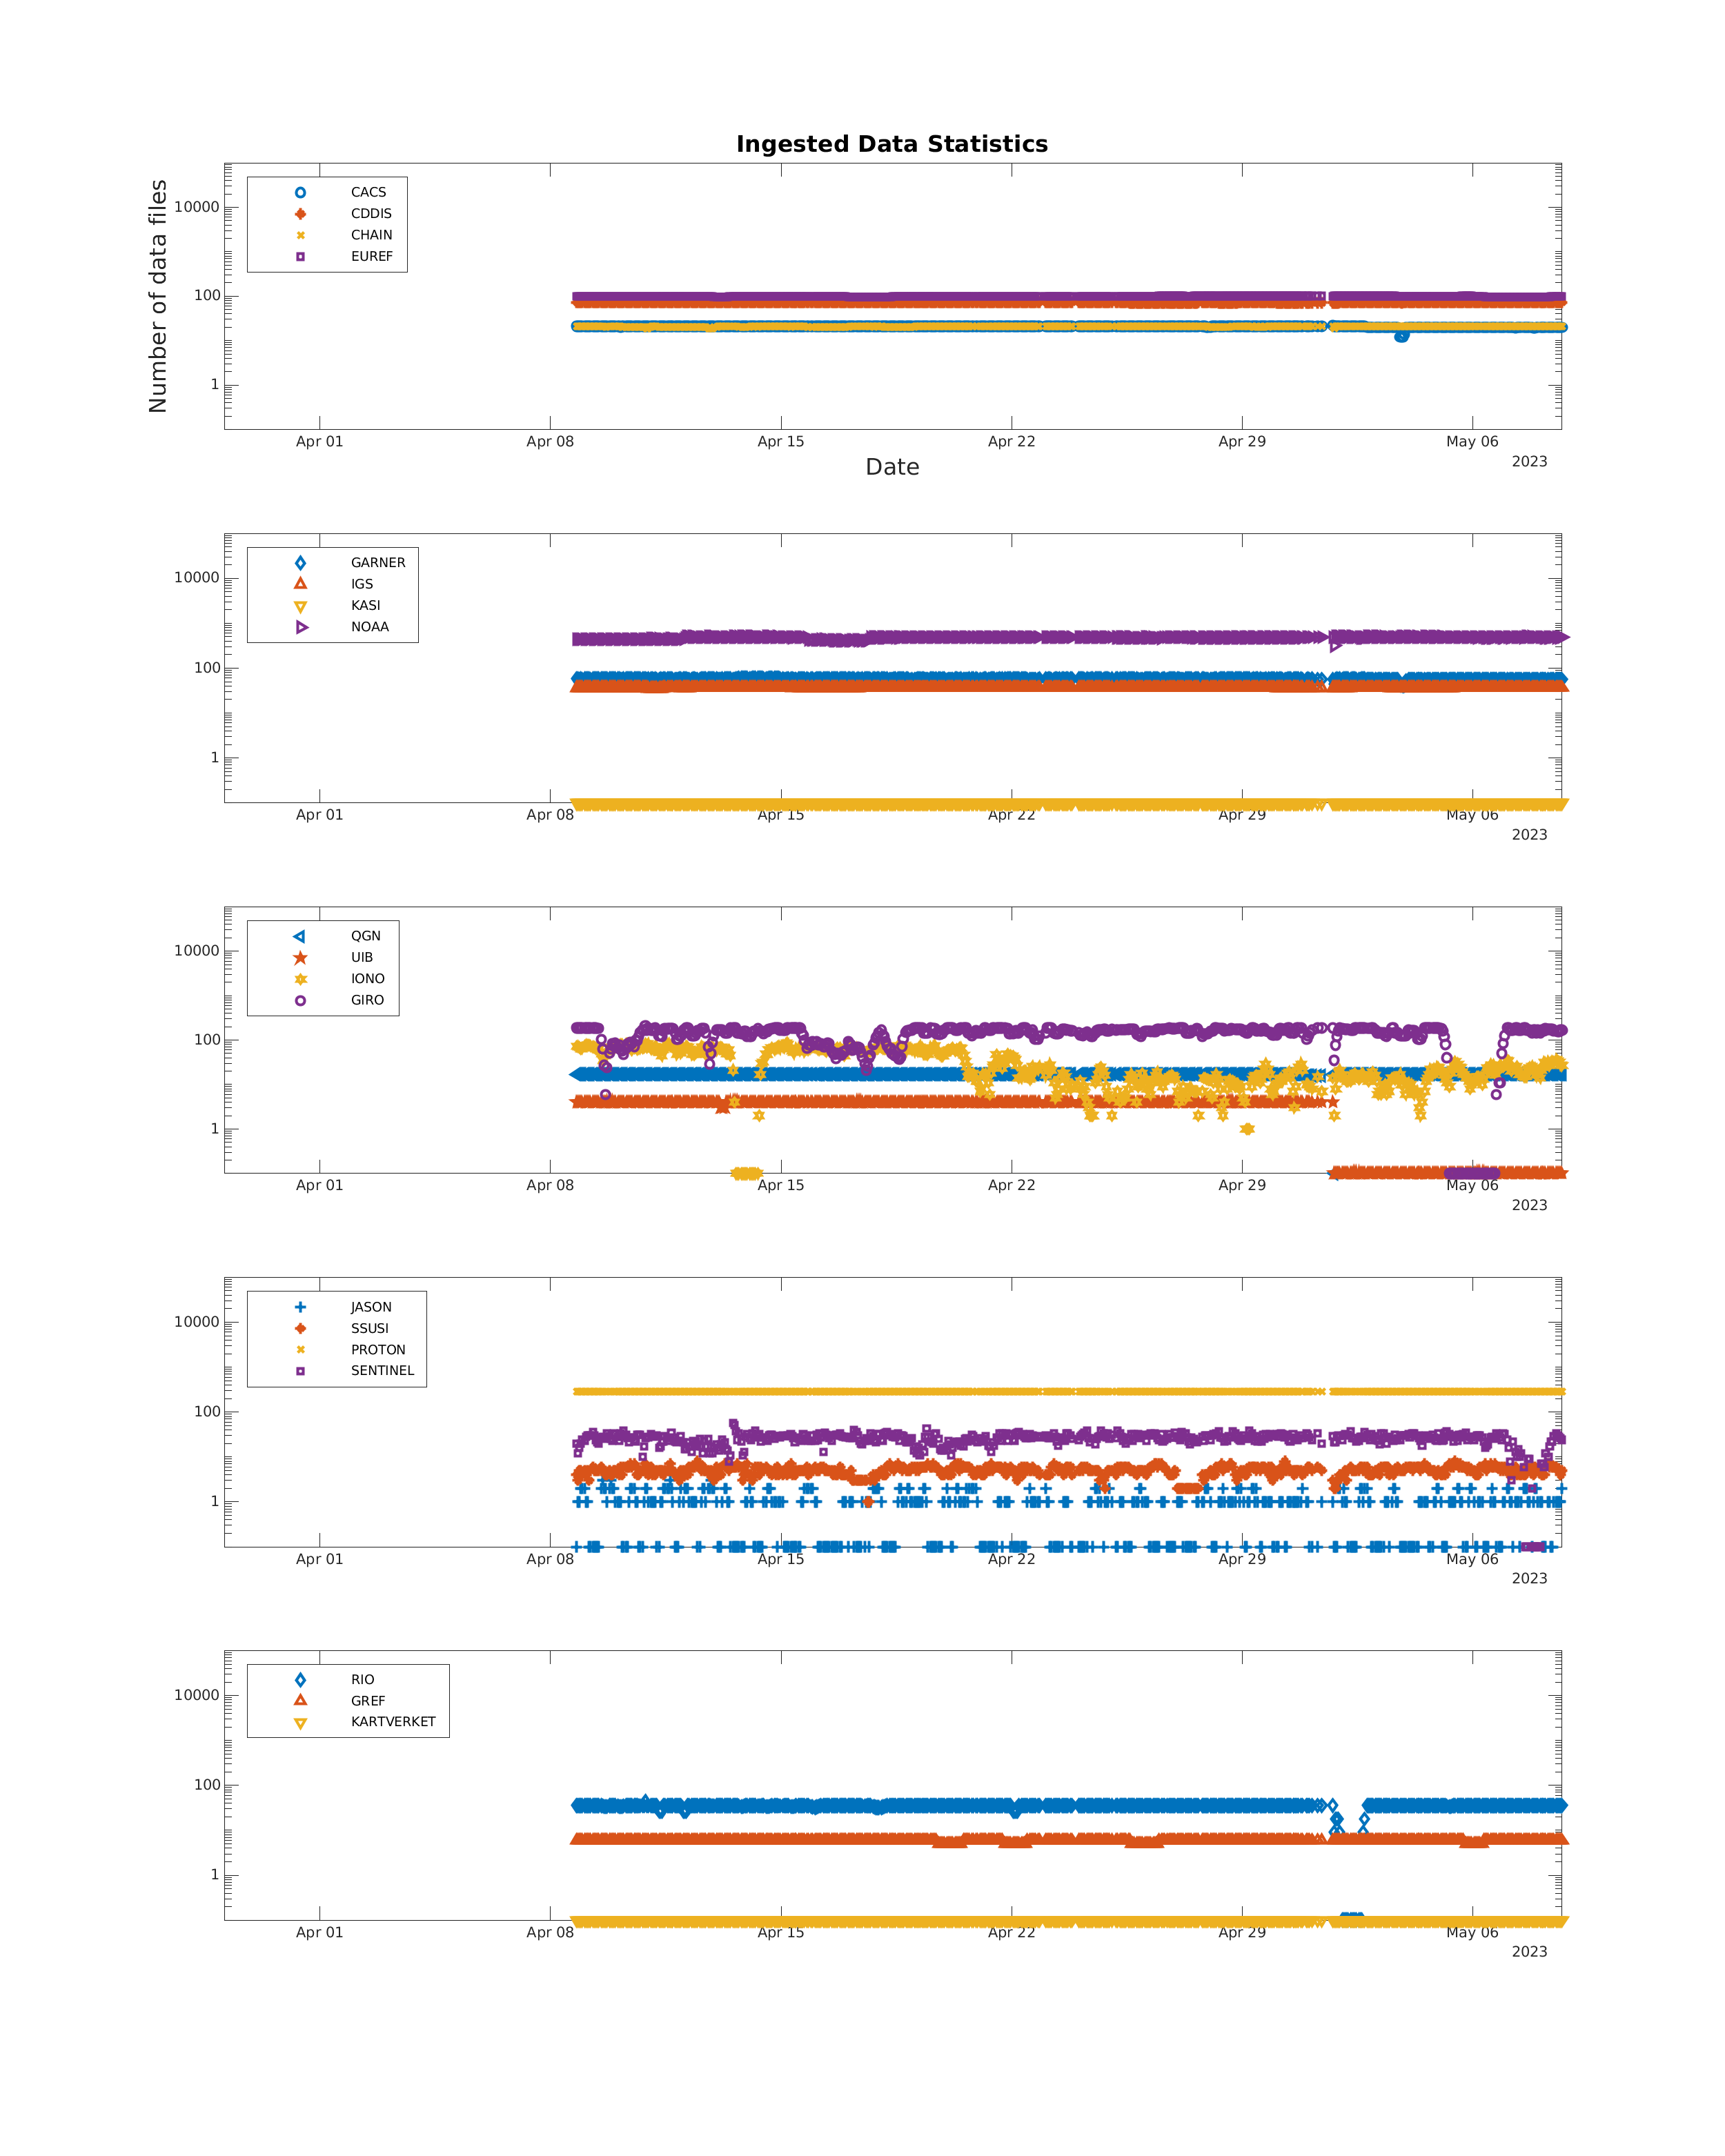 Ingested Data Statistics
Number of data files
10000
100
1
CACS
CDDIS
CHAIN
EUREF
Apr 01 Apr 08 Apr 15 Apr 22 Apr 29 May 06
2023
Date
10000
100
1
GARNER
IGS
KASI
NOAA
Apr 01 Apr 08 Apr 15 Apr 22 Apr 29 May 06
2023
10000
100
1
QGN
UIB
IONO
GIRO
Apr 01 Apr 08 Apr 15 Apr 22 Apr 29 May 06
2023
10000
100
1
JASON
SSUSI
PROTON
SENTINEL
Apr 01 Apr 08 Apr 15 Apr 22 Apr 29 May 06
2023
10000
100
1
RIO
GREF
KARTVERKET
Apr 01 Apr 08 Apr 15 Apr 22 Apr 29 May 06
2023